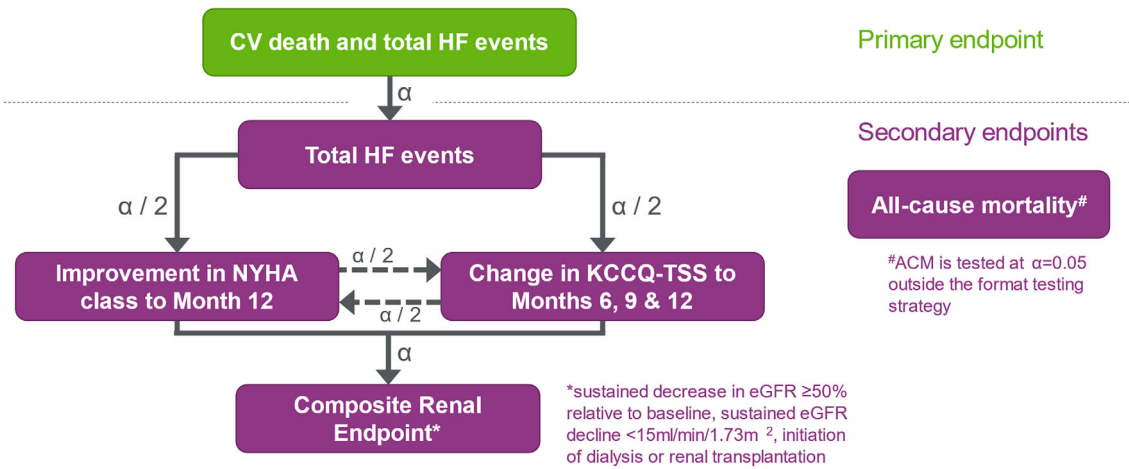 CV death and total HF events
Primary endpoint
α
Secondary endpoints
Total HF events
α / 2
α / 2
All-cause mortality#
Improvement in NYHA
class to Month 12
α / 2
α / 2
Change in KCCQ-TSS to
Months 6, 9 & 12
#ACM is tested at α=0.05
outside the format testing
strategy
α
Composite Renal
Endpoint*
*sustained decrease in eGFR ≥50%
relative to baseline, sustained eGFR
decline <15ml/min/1.73m 2, initiation
of dialysis or renal transplantation